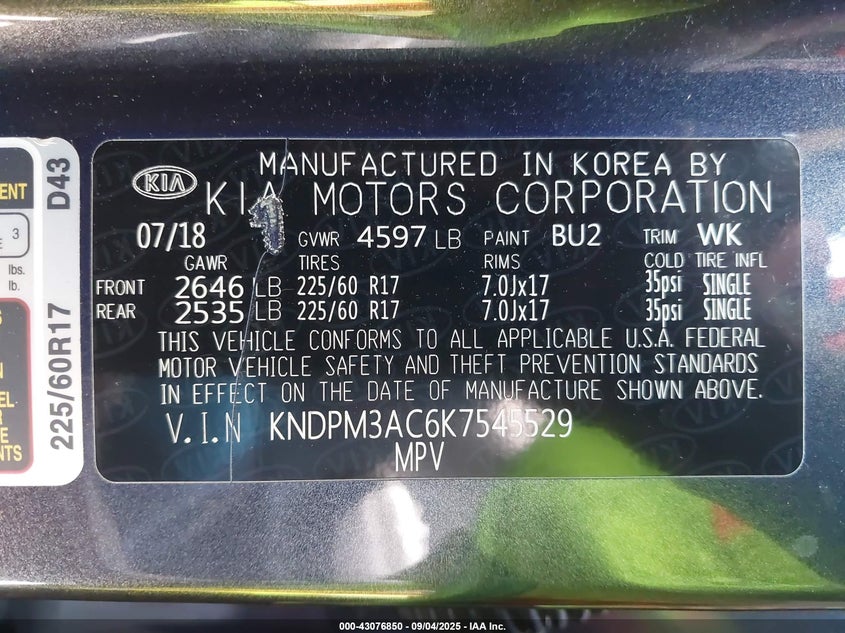 MANUFACTURED IN KOREA BY
KIA KIA MOTORS CORPORATION
07/18 GVWR 4597 LB PAINT BU2 TRIM WK
GAWR TIRES RIMS COLD TIRE INFL
FRONT 2646 LB 225/60 R17 7.0Jx17 35psi SINGLE
REAR 2535 LB 225/60 R17 7.0Jx17 35psi SINGLE
THIS VEHICLE CONFORMS TO ALL APPLICABLE U.S.A. FEDERAL
MOTOR VEHICLE SAFETY AND THEFT PREVENTION STANDARDS
IN EFFECT ON THE DATE OF MANUFACTURE SHOWN ABOVE.
V.I.N KNDPM3AC6K7545529
MPV
D43
225/60R17
3
lbs.
lb.
000-43076850 - 09/04/2025 - IAA Inc.